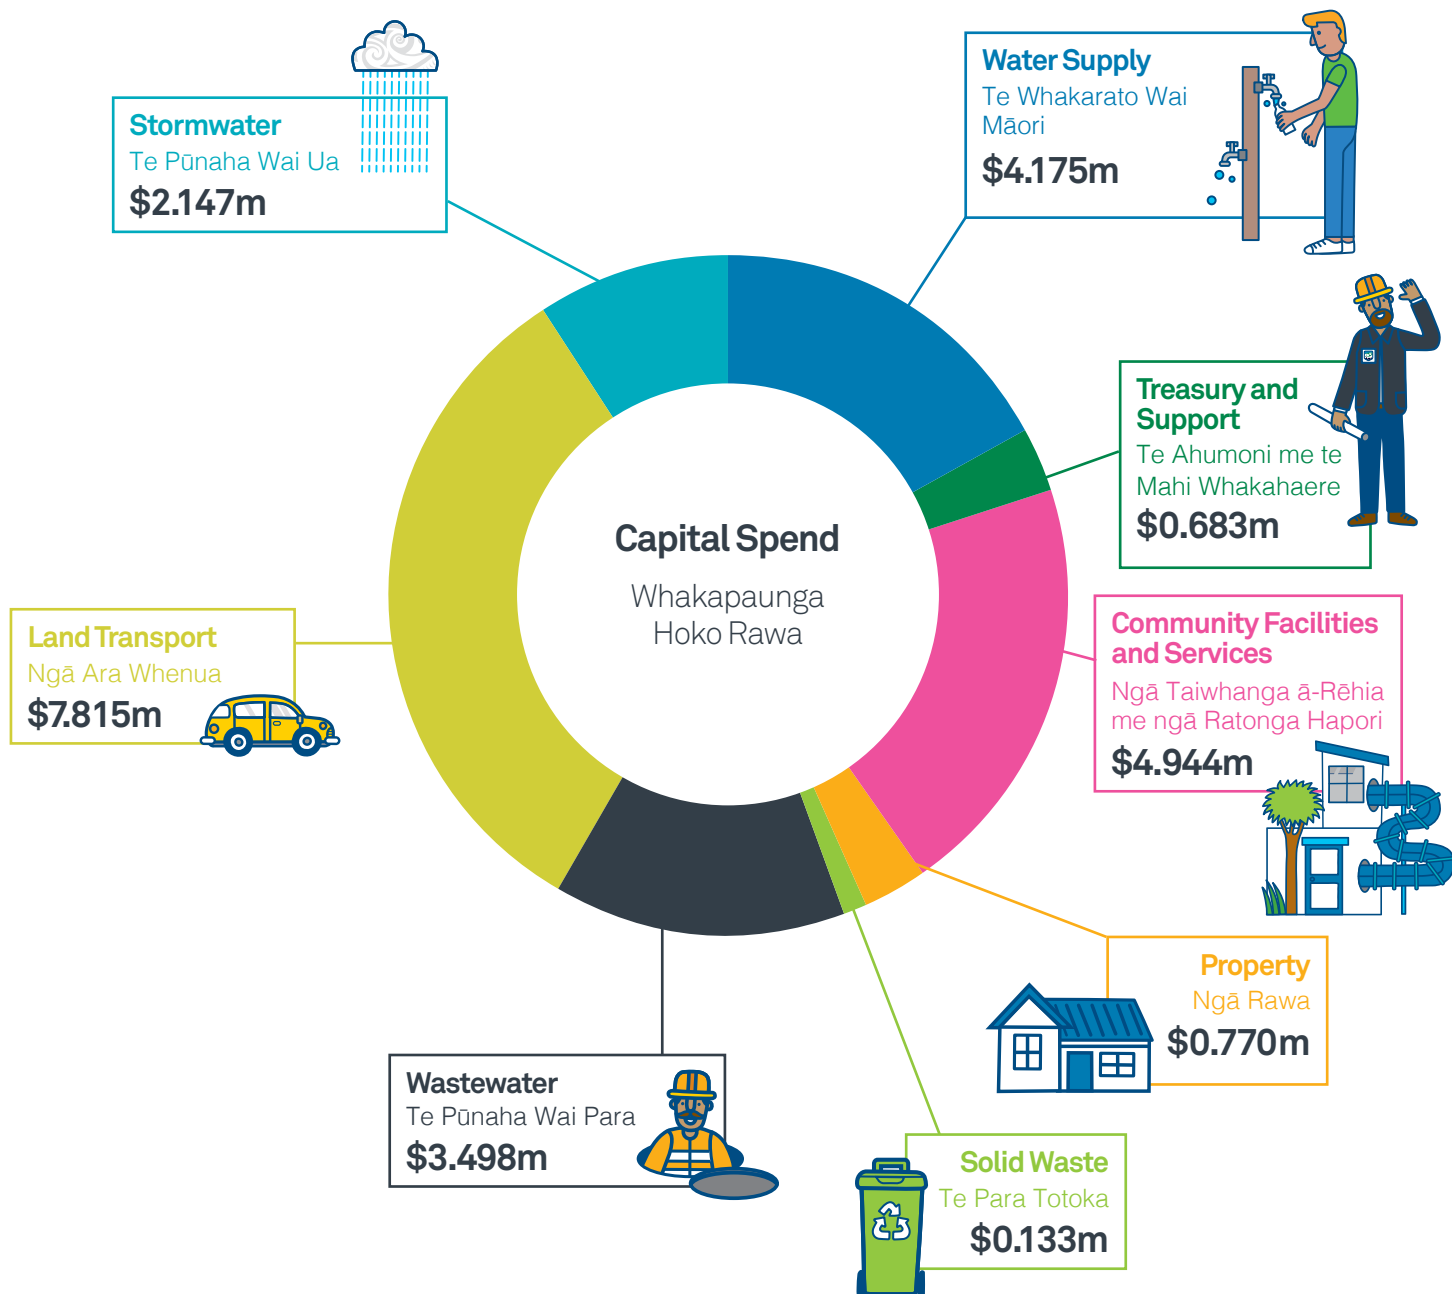 Stormwater
Te Pūnaha Wai Ua
$2.147m
Water Supply
Te Whakarato Wai
Māori
$4.175m
Treasury and
Support
Te Ahumoni me te
Mahi Whakahaere
$0.683m
Capital Spend
Whakapaunga
Hoko Rawa
Land Transport
Ngā Ara Whenua
$7.815m
Community Facilities
and Services
Ngā Taiwhanga ā-Rēhia
me ngā Ratonga Hapori
$4.944m
Property
Ngā Rawa
$0.770m
Wastewater
Te Pūnaha Wai Para
$3.498m
Solid Waste
Te Para Totoka
$0.133m